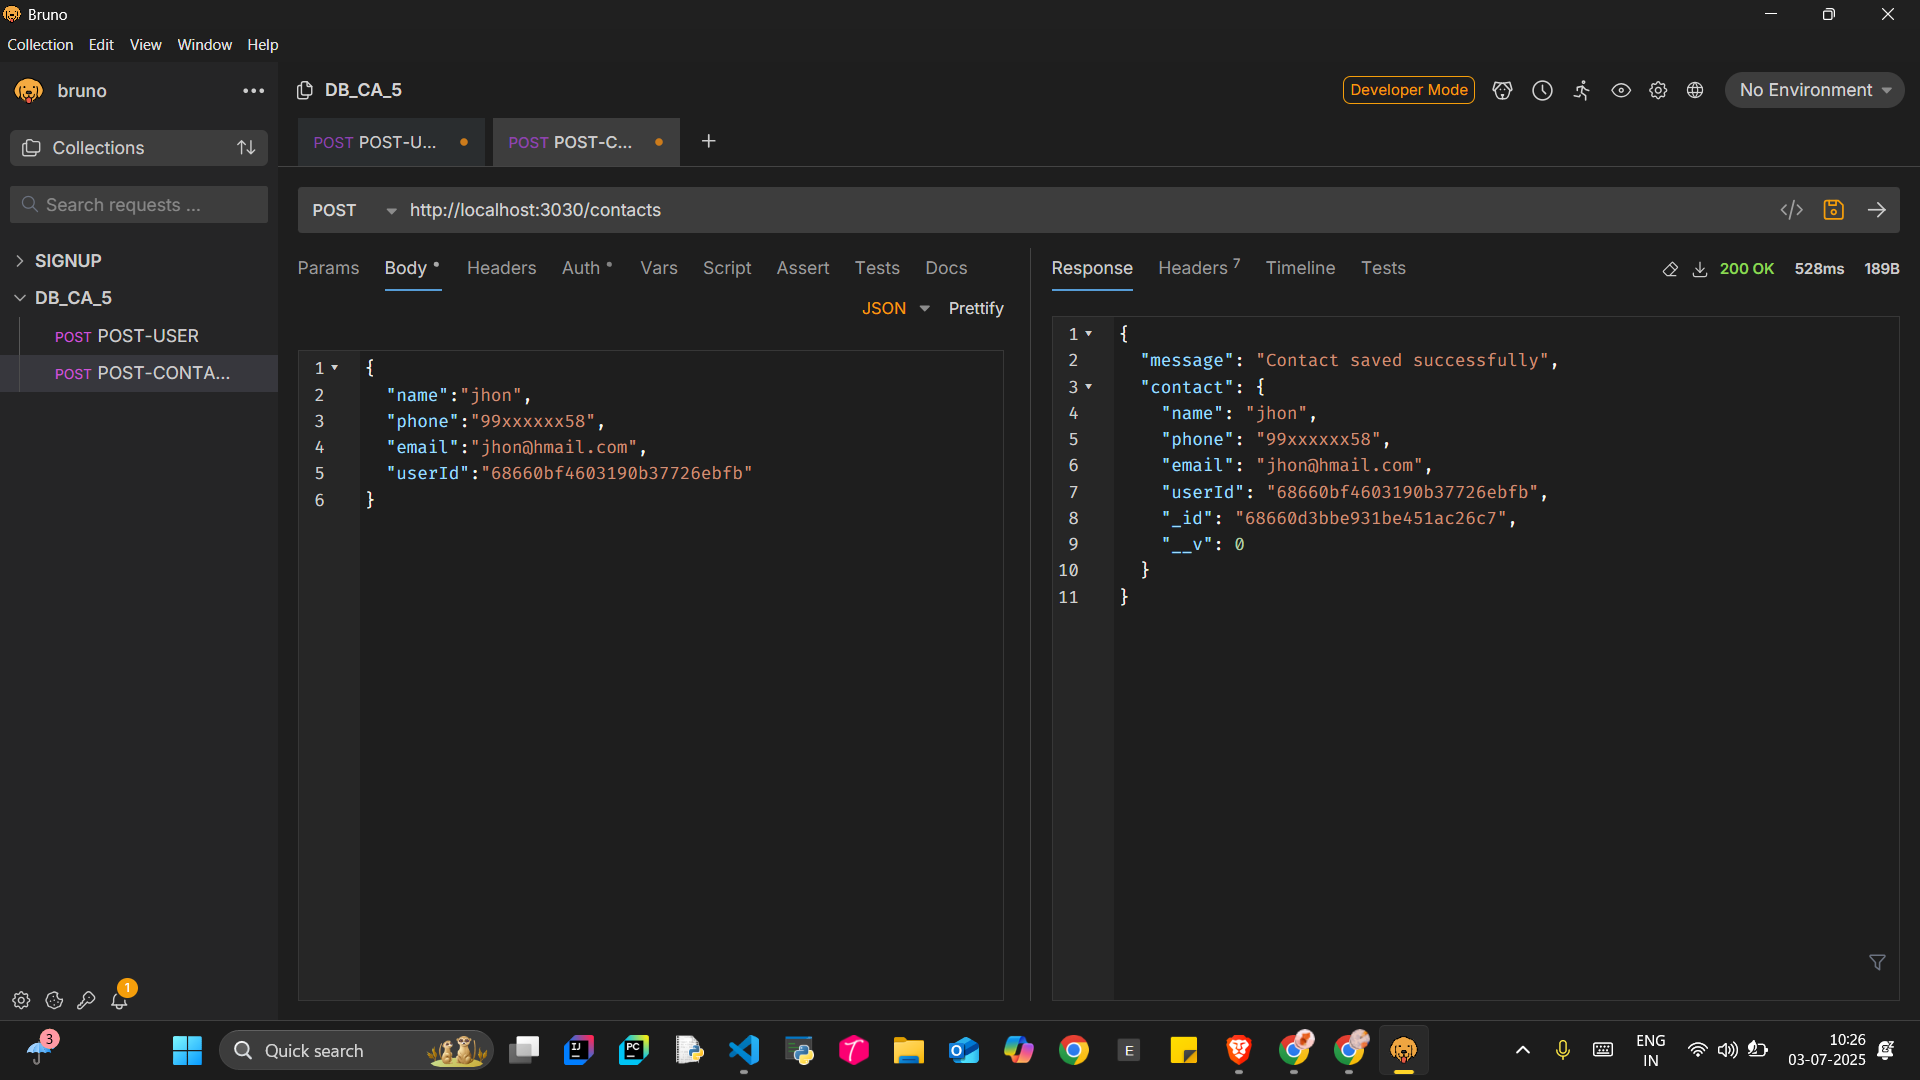 Bruno
Collection Edit View Window Help
bruno
DB_CA_5
Developer Mode
No Environment
Collections
POST POST-U...
POST POST-C...
Search requests ...
POST
http://localhost:3030/contacts
SIGNUP
DB_CA_5
POST POST-USER
POST POST-CONTA...
Params Body Headers Auth Vars Script Assert Tests Docs
JSON Prettify
1 {
2 "name":"jhon",
3 "phone":"99xxxxxx58",
4 "email":"jhon@hmail.com",
5 "userId":"68660bf4603190b37726ebfb"
6 }
Response Headers 7 Timeline Tests
200 OK 528ms 189B
1 {
2 "message": "Contact saved successfully",
3 "contact": {
4 "name": "jhon",
5 "phone": "99xxxxxx58",
6 "email": "jhon@hmail.com",
7 "userId": "68660bf4603190b37726ebfb",
8 "_id": "68660d3bbe931be451ac26c7",
9 "__v": 0
10 }
11 }
1
3
Quick search
IJ
PC
T
E
ENG
IN
10:26
03-07-2025